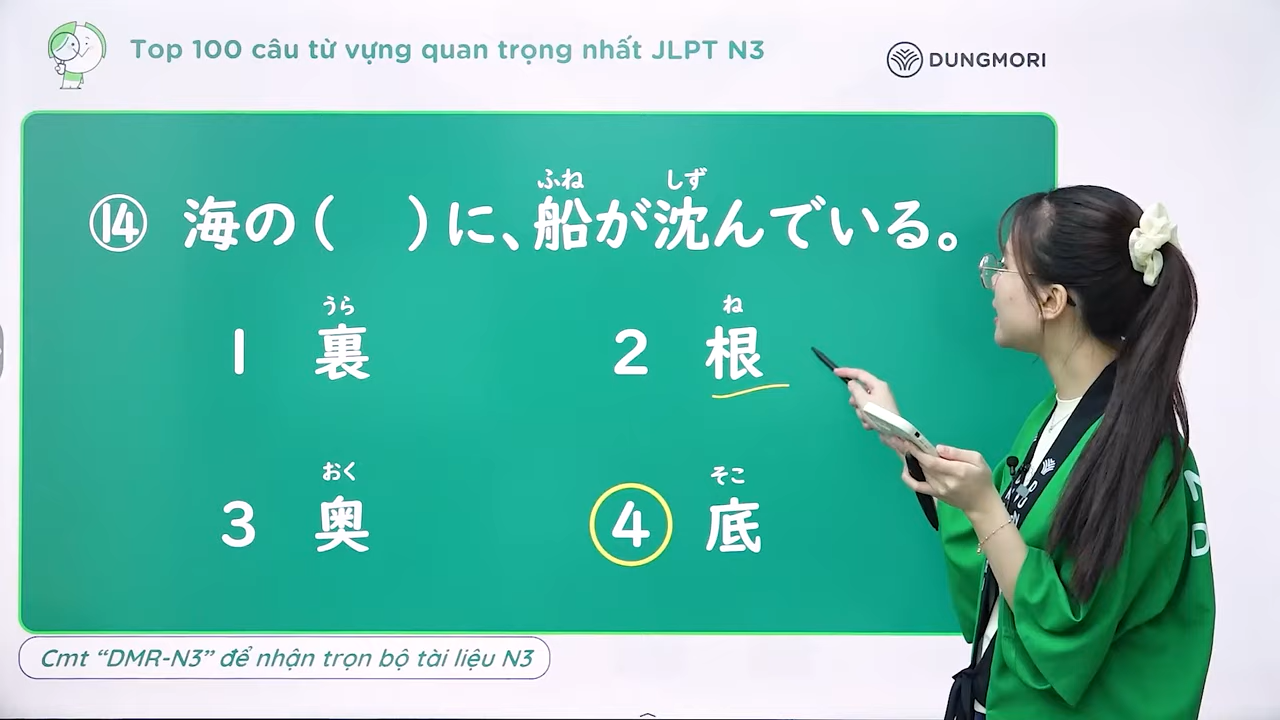 Top 100 câu từ vựng quan trọng nhất JLPT N3
DUNGMORI
ふね しず
⑭ 海の( )に、船が沈んでいる。
うら ね
1 裏 2 根
おく そこ
3 奥 4 底
Cmt “DMR-N3” để nhận trọn bộ tài liệu N3